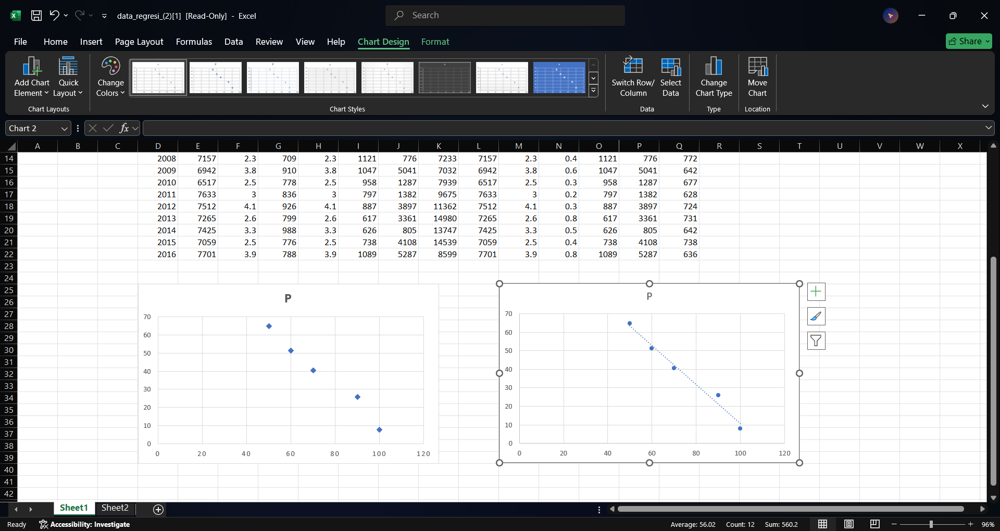 data_regresi_(2)[1] [Read-Only] - Excel
Search
File Home Insert Page Layout Formulas Data Review View Help Chart Design Format Share
Add Chart Element
Quick Layout
Chart Layouts
Change Colors
Chart Styles
Switch Row/ Column
Select Data
Data
Change Chart Type
Type
Move Chart
Location
Chart 2
fx
A B C D E F G H I J K L M N O P Q R S T U V W X
14 2008 7157 2.3 709 2.3 1121 776 7233 7157 2.3 0.4 1121 776 772
15 2009 6942 3.8 910 3.8 1047 5041 7032 6942 3.8 0.6 1047 5041 642
16 2010 6517 2.5 778 2.5 958 1287 7939 6517 2.5 0.3 958 1287 677
17 2011 7633 3 836 3 797 1382 9675 7633 3 0.2 797 1382 628
18 2012 7512 4.1 926 4.1 887 3897 11362 7512 4.1 0.3 887 3897 724
19 2013 7265 2.6 799 2.6 617 3361 14980 7265 2.6 0.8 617 3361 731
20 2014 7425 3.3 988 3.3 626 805 13747 7425 3.3 0.5 626 805 642
21 2015 7059 2.5 776 2.5 738 4108 14539 7059 2.5 0.4 738 4108 738
22 2016 7701 3.9 788 3.9 1089 5287 8599 7701 3.9 0.8 1089 5287 636
23
24
25
26
27
28
29
30
31
32
33
34
35
36
37
38
39
40
41
42
P
70
60
50
40
30
20
10
0
0 20 40 60 80 100 120
P
70
60
50
40
30
20
10
0
0 20 40 60 80 100 120
Sheet1 Sheet2
Ready Accessibility: Investigate Average: 56.02 Count: 12 Sum: 560.2 96%